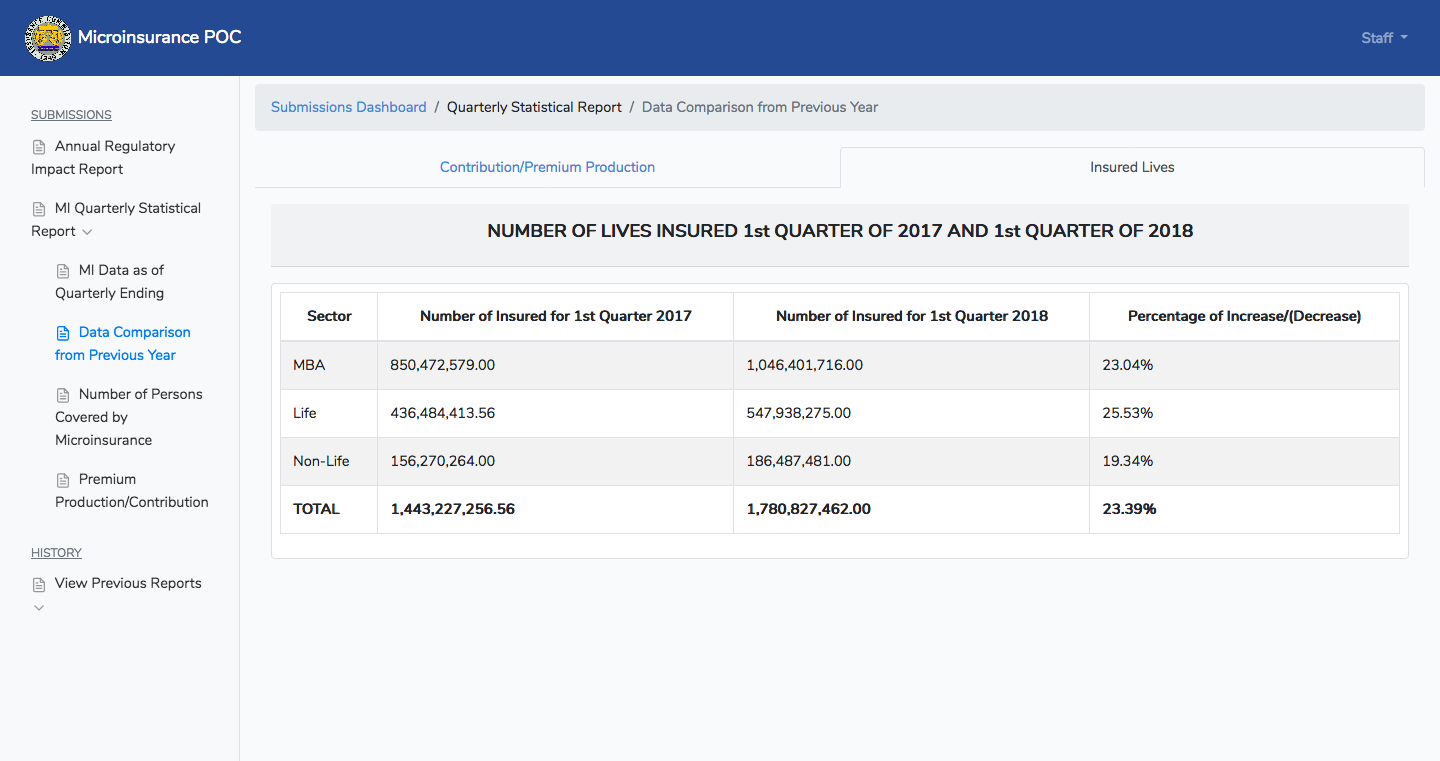 Microinsurance POC
Staff
SUBMISSIONS
Annual Regulatory
Impact Report
MI Quarterly Statistical
Report
MI Data as of
Quarterly Ending
Data Comparison
from Previous Year
Number of Persons
Covered by
Microinsurance
Premium
Production/Contribution
HISTORY
View Previous Reports
Submissions Dashboard / Quarterly Statistical Report / Data Comparison from Previous Year
Contribution/Premium Production Insured Lives
NUMBER OF LIVES INSURED 1st QUARTER OF 2017 AND 1st QUARTER OF 2018
Sector Number of Insured for 1st Quarter 2017 Number of Insured for 1st Quarter 2018 Percentage of Increase/(Decrease)
MBA 850,472,579.00 1,046,401,716.00 23.04%
Life 436,484,413.56 547,938,275.00 25.53%
Non-Life 156,270,264.00 186,487,481.00 19.34%
TOTAL 1,443,227,256.56 1,780,827,462.00 23.39%